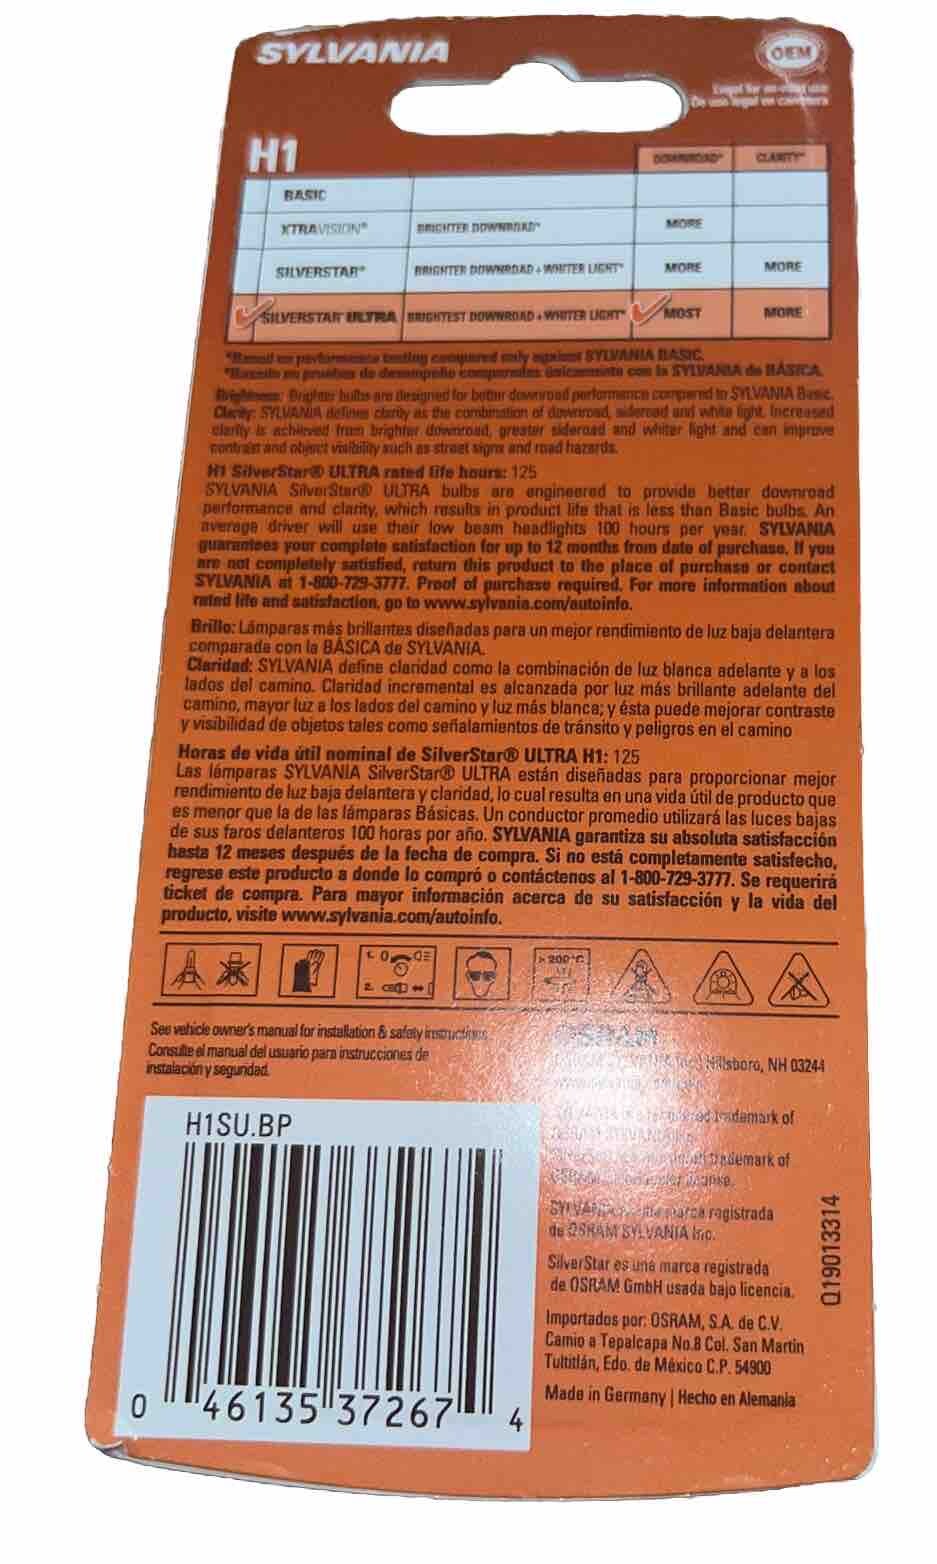 SYLVANIA
OEM
Legal for on-road use
De uso legal en carretera
H1
DOWNROAD* CLARITY*
BASIC
XTRAVISION® BRIGHTER DOWNROAD* MORE
SILVERSTAR® BRIGHTER DOWNROAD + WHITER LIGHT* MORE MORE
SILVERSTAR® ULTRA BRIGHTEST DOWNROAD + WHITER LIGHT* MOST MORE
*Based on performance testing compared only against SYLVANIA BASIC.
*Basado en pruebas de desempeño comparadas únicamente con la SYLVANIA de BÁSICA.
Brightness: Brighter bulbs are designed for better downroad performance compared to SYLVANIA Basic.
Clarity: SYLVANIA defines clarity as the combination of downroad, sideroad and white light. Increased
clarity is achieved from brighter downroad, greater sideroad and whiter light and can improve
contrast and object visibility such as street signs and road hazards.
H1 SilverStar® ULTRA rated life hours: 125
SYLVANIA SilverStar® ULTRA bulbs are engineered to provide better downroad
performance and clarity, which results in product life that is less than Basic bulbs. An
average driver will use their low beam headlights 100 hours per year. SYLVANIA
guarantees your complete satisfaction for up to 12 months from date of purchase. If you
are not completely satisfied, return this product to the place of purchase or contact
SYLVANIA at 1-800-729-3777. Proof of purchase required. For more information about
rated life and satisfaction, go to www.sylvania.com/autoinfo.
Brillo: Lámparas más brillantes diseñadas para un mejor rendimiento de luz baja delantera
comparada con la BÁSICA de SYLVANIA.
Claridad: SYLVANIA define claridad como la combinación de luz blanca adelante y a los
lados del camino. Claridad incremental es alcanzada por luz más brillante adelante del
camino, mayor luz a los lados del camino y luz más blanca; y ésta puede mejorar contraste
y visibilidad de objetos tales como señalamientos de tránsito y peligros en el camino
Horas de vida útil nominal de SilverStar® ULTRA H1: 125
Las lámparas SYLVANIA SilverStar® ULTRA están diseñadas para proporcionar mejor
rendimiento de luz baja delantera y claridad, lo cual resulta en una vida útil de producto que
es menor que la de las lámparas Básicas. Un conductor promedio utilizará las luces bajas
de sus faros delanteros 100 horas por año. SYLVANIA garantiza su absoluta satisfacción
hasta 12 meses después de la fecha de compra. Si no está completamente satisfecho,
regrese este producto a donde lo compró o contáctenos al 1-800-729-3777. Se requerirá
ticket de compra. Para mayor información acerca de su satisfacción y la vida del
producto, visite www.sylvania.com/autoinfo.
1. 0
2.
> 200°C
See vehicle owner's manual for installation & safety instructions.
Consulte el manual del usuario para instrucciones de
instalación y seguridad.
OSRAM
Hillsboro, NH 03244
registered trademark of
trademark of
SYLVANIA marca registrada
de OSRAM SYLVANIA Inc.
SilverStar es una marca registrada
de OSRAM GmbH usada bajo licencia.
Importados por: OSRAM, S.A. de C.V.
Camio a Tepalcapa No.8 Col. San Martin
Tultitlán, Edo. de México C.P. 54900
Made in Germany | Hecho en Alemania
Q19013314
H1SU.BP
0 46135 37267 4